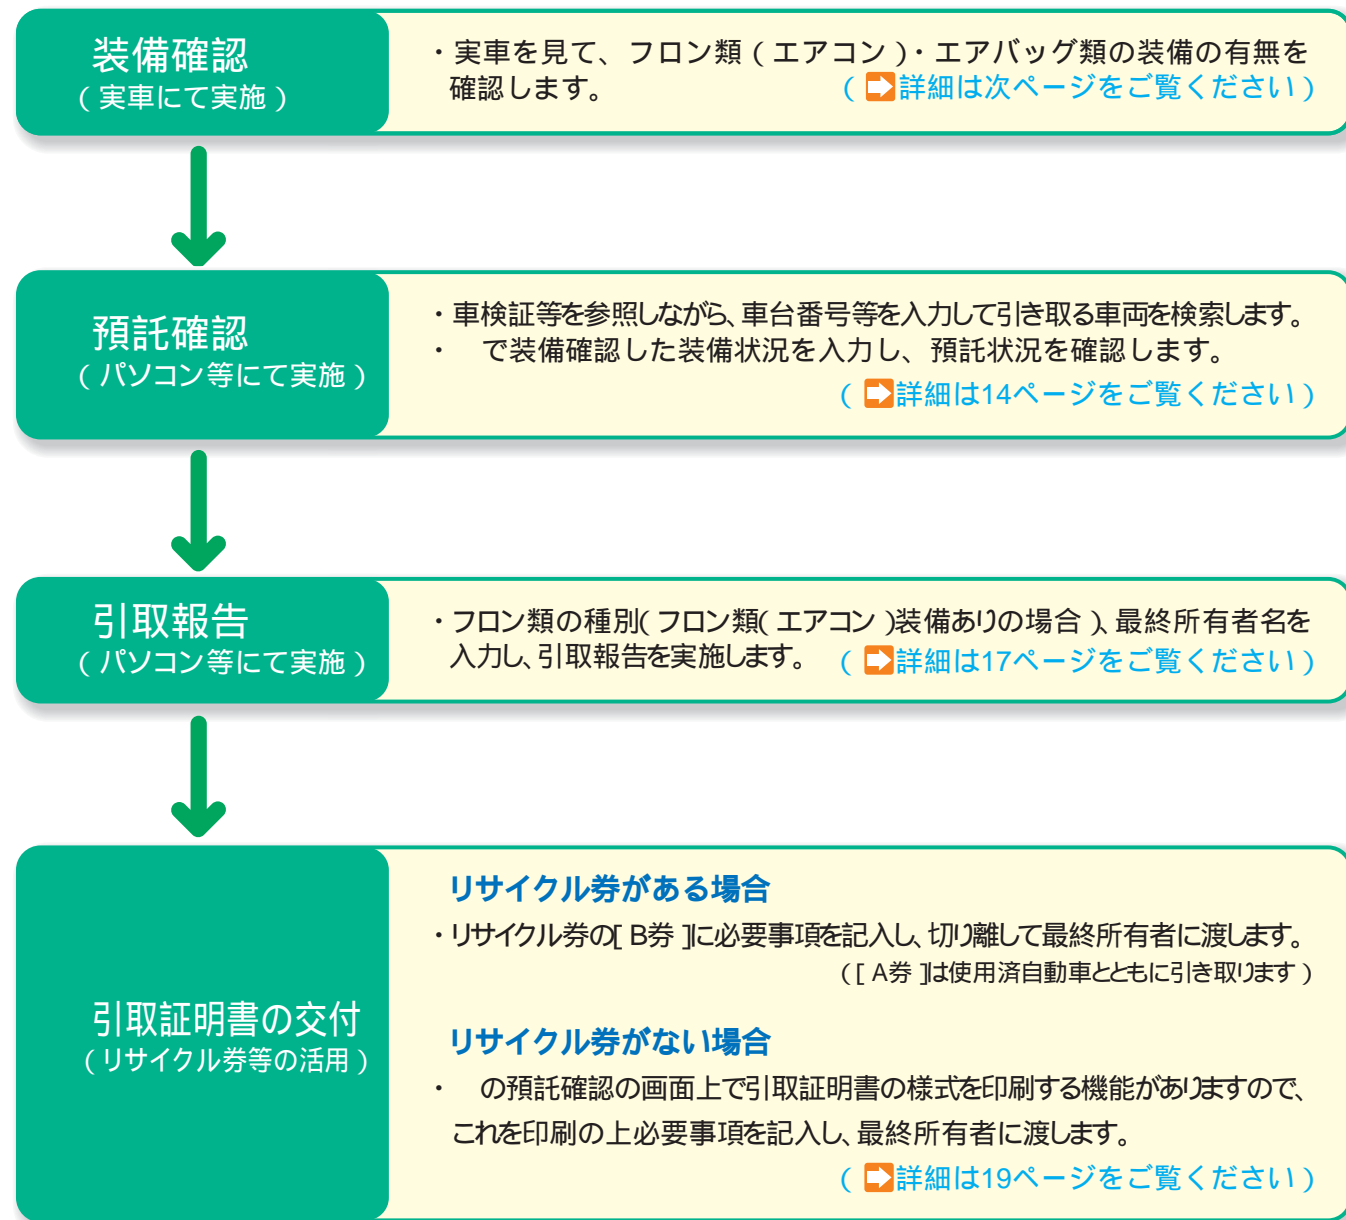 装備確認
（実車にて実施）
・実車を見て、フロン類（エアコン）・エアバッグ類の装備の有無を
確認します。（➡詳細は次ページをご覧ください）
預託確認
（パソコン等にて実施）
・車検証等を参照しながら、車台番号等を入力して引き取る車両を検索します。
・　で装備確認した装備状況を入力し、預託状況を確認します。
（➡詳細は14ページをご覧ください）
引取報告
（パソコン等にて実施）
・フロン類の種別（フロン類（エアコン）装備ありの場合）、最終所有者名を
入力し、引取報告を実施します。（➡詳細は17ページをご覧ください）
引取証明書の交付
（リサイクル券等の活用）
リサイクル券がある場合
・リサイクル券の［B券］に必要事項を記入し、切り離して最終所有者に渡します。
（［A券］は使用済自動車とともに引き取ります）
リサイクル券がない場合
・　の預託確認の画面上で引取証明書の様式を印刷する機能がありますので、
これを印刷の上必要事項を記入し、最終所有者に渡します。
（➡詳細は19ページをご覧ください）